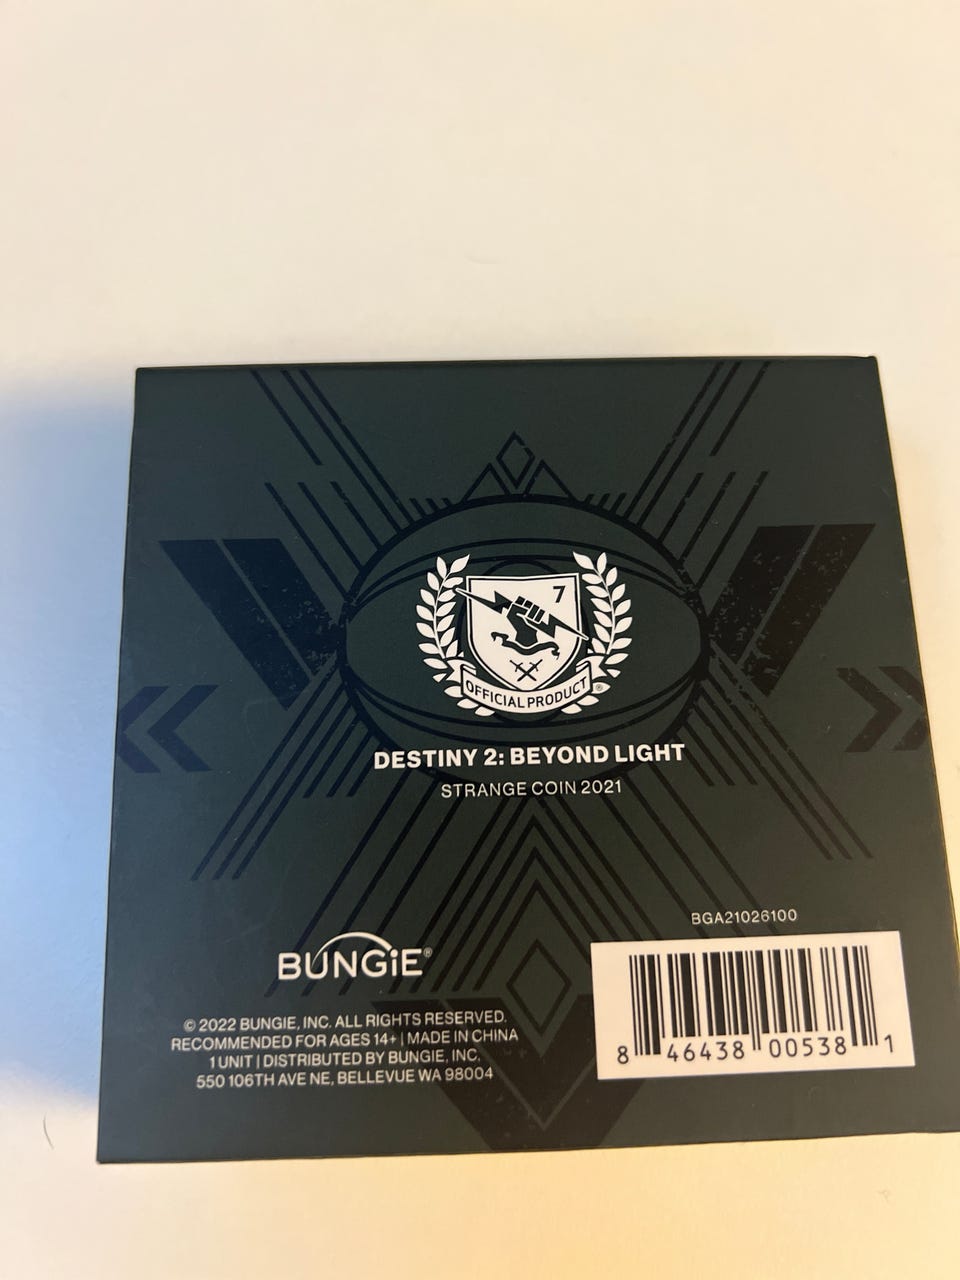 7
OFFICIAL PRODUCT®
DESTINY 2: BEYOND LIGHT
STRANGE COIN 2021
BGA21026100
BUNGiE®
© 2022 BUNGIE, INC. ALL RIGHTS RESERVED.
RECOMMENDED FOR AGES 14+ | MADE IN CHINA
1 UNIT | DISTRIBUTED BY BUNGIE, INC.
550 106TH AVE NE, BELLEVUE WA 98004
8 46438 00538 1